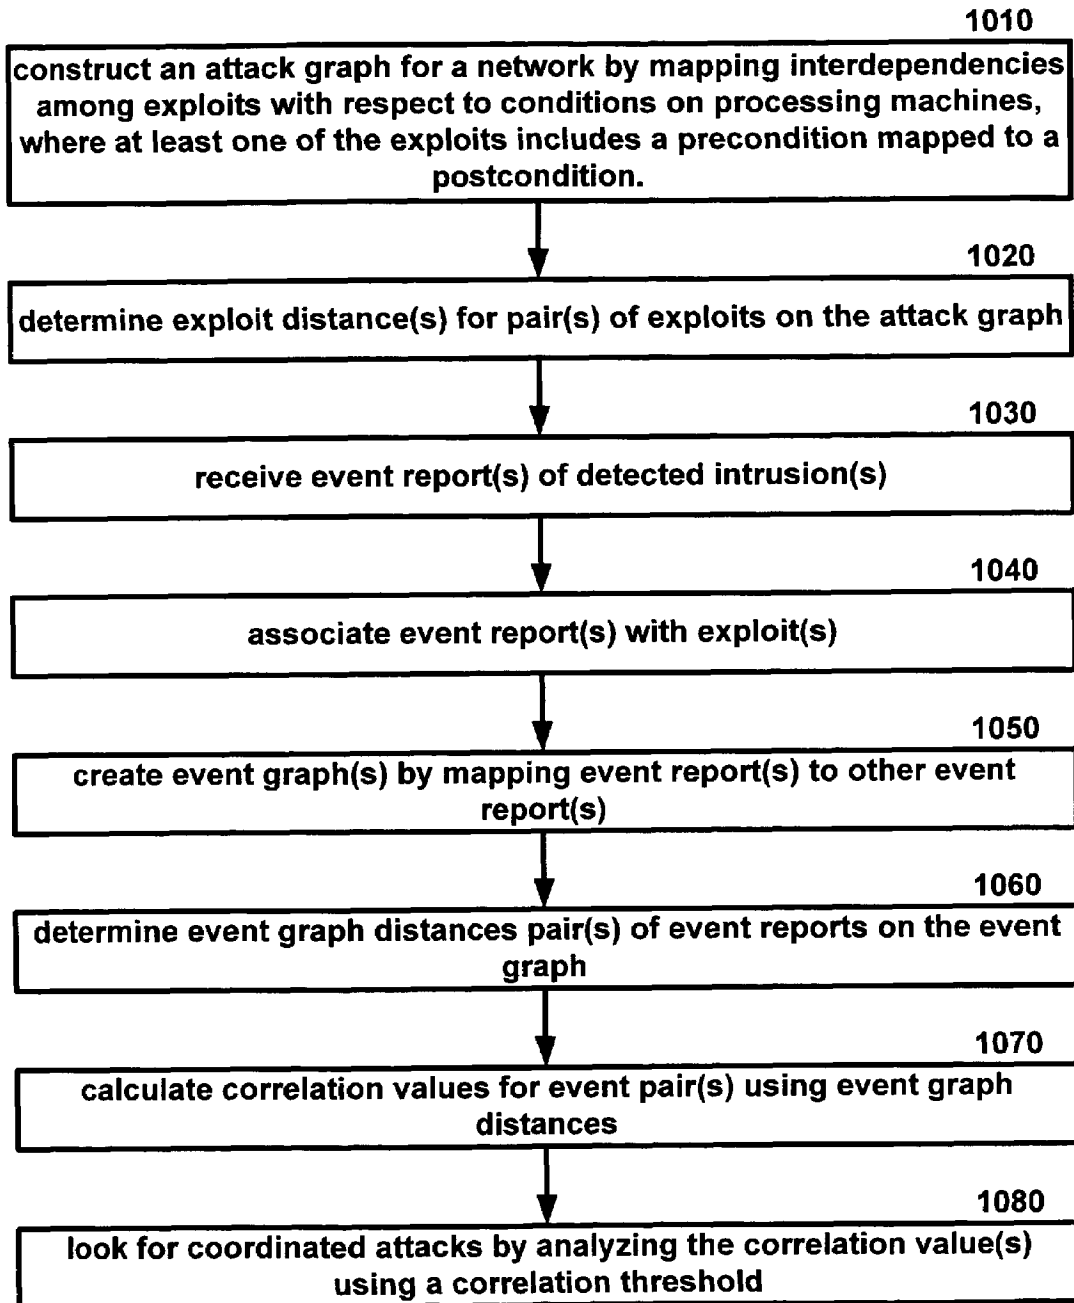 1010
construct an attack graph for a network by mapping interdependencies
among exploits with respect to conditions on processing machines,
where at least one of the exploits includes a precondition mapped to a
postcondition.
1020
determine exploit distance(s) for pair(s) of exploits on the attack graph
1030
receive event report(s) of detected intrusion(s)
1040
associate event report(s) with exploit(s)
1050
create event graph(s) by mapping event report(s) to other event
report(s)
1060
determine event graph distances pair(s) of event reports on the event
graph
1070
calculate correlation values for event pair(s) using event graph
distances
1080
look for coordinated attacks by analyzing the correlation value(s)
using a correlation threshold